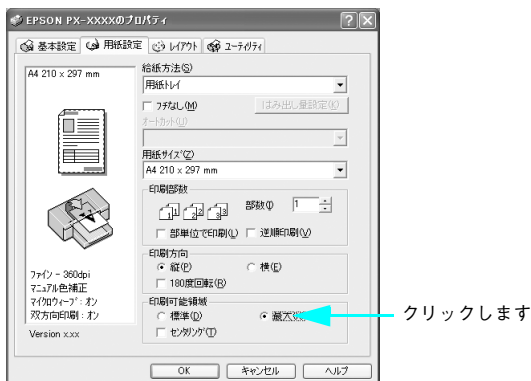 EPSON PX-XXXXのプロパティ
基本設定 用紙設定 レイアウト ユーティリティ
A4 210 x 297 mm
給紙方法(S)
用紙トレイ
フチなし(M) はみ出し量設定(K)
オートカット(U)
用紙サイズ(Z)
A4 210 x 297 mm
印刷部数
部数(I) 1
部単位で印刷(L) 逆順印刷(V)
印刷方向
縦(P) 横(E)
180度回転(R)
印刷可能領域
標準(D) 最大
センタリング(T)
ファイン - 360dpi
マニュアル色補正
マイクロウィーブ : オン
双方向印刷 : オン
Version x.xx
OK キャンセル ヘルプ
クリックします